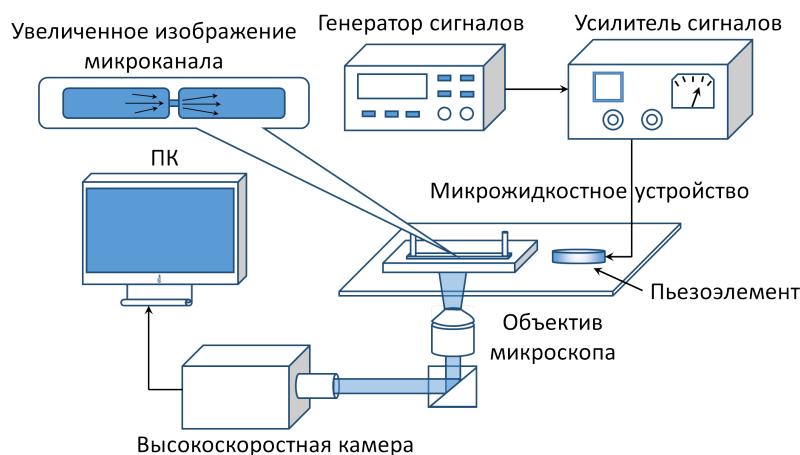 Увеличенное изображение
микроканала
Генератор сигналов
Усилитель сигналов
ПК
Микрожидкостное устройство
Пьезоэлемент
Объектив
микроскопа
Высокоскоростная камера